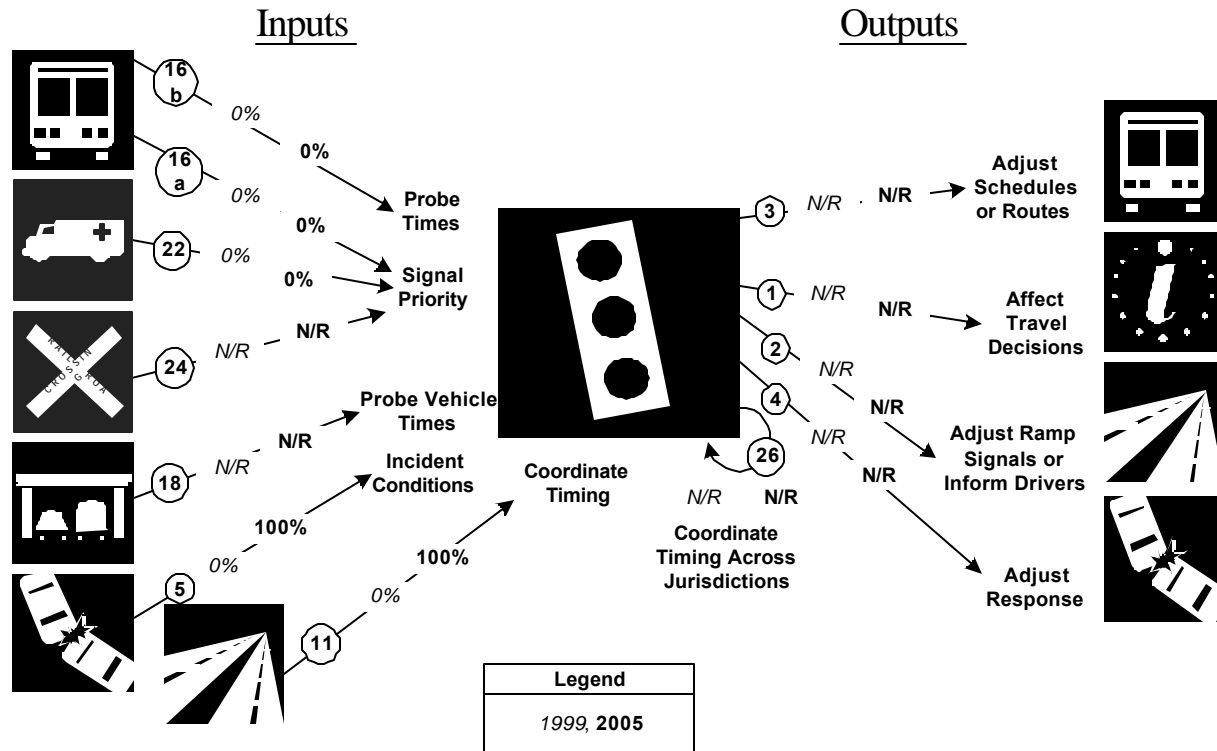 Inputs
Outputs
16
b
0%
0%
Probe
Times
16
a
0%
0%
Signal
Priority
22
0%
0%
RAILROAD
CROSSING
24
N/R
N/R
18
N/R
N/R
Probe Vehicle
Times
5
0%
100%
Incident
Conditions
11
0%
100%
Coordinate
Timing
3
N/R
N/R
Adjust
Schedules
or Routes
1
N/R
N/R
Affect
Travel
Decisions
i
2
N/R
N/R
Adjust Ramp
Signals or
Inform Drivers
4
N/R
N/R
Adjust
Response
26
N/R
N/R
Coordinate
Timing Across
Jurisdictions
Legend
1999, 2005